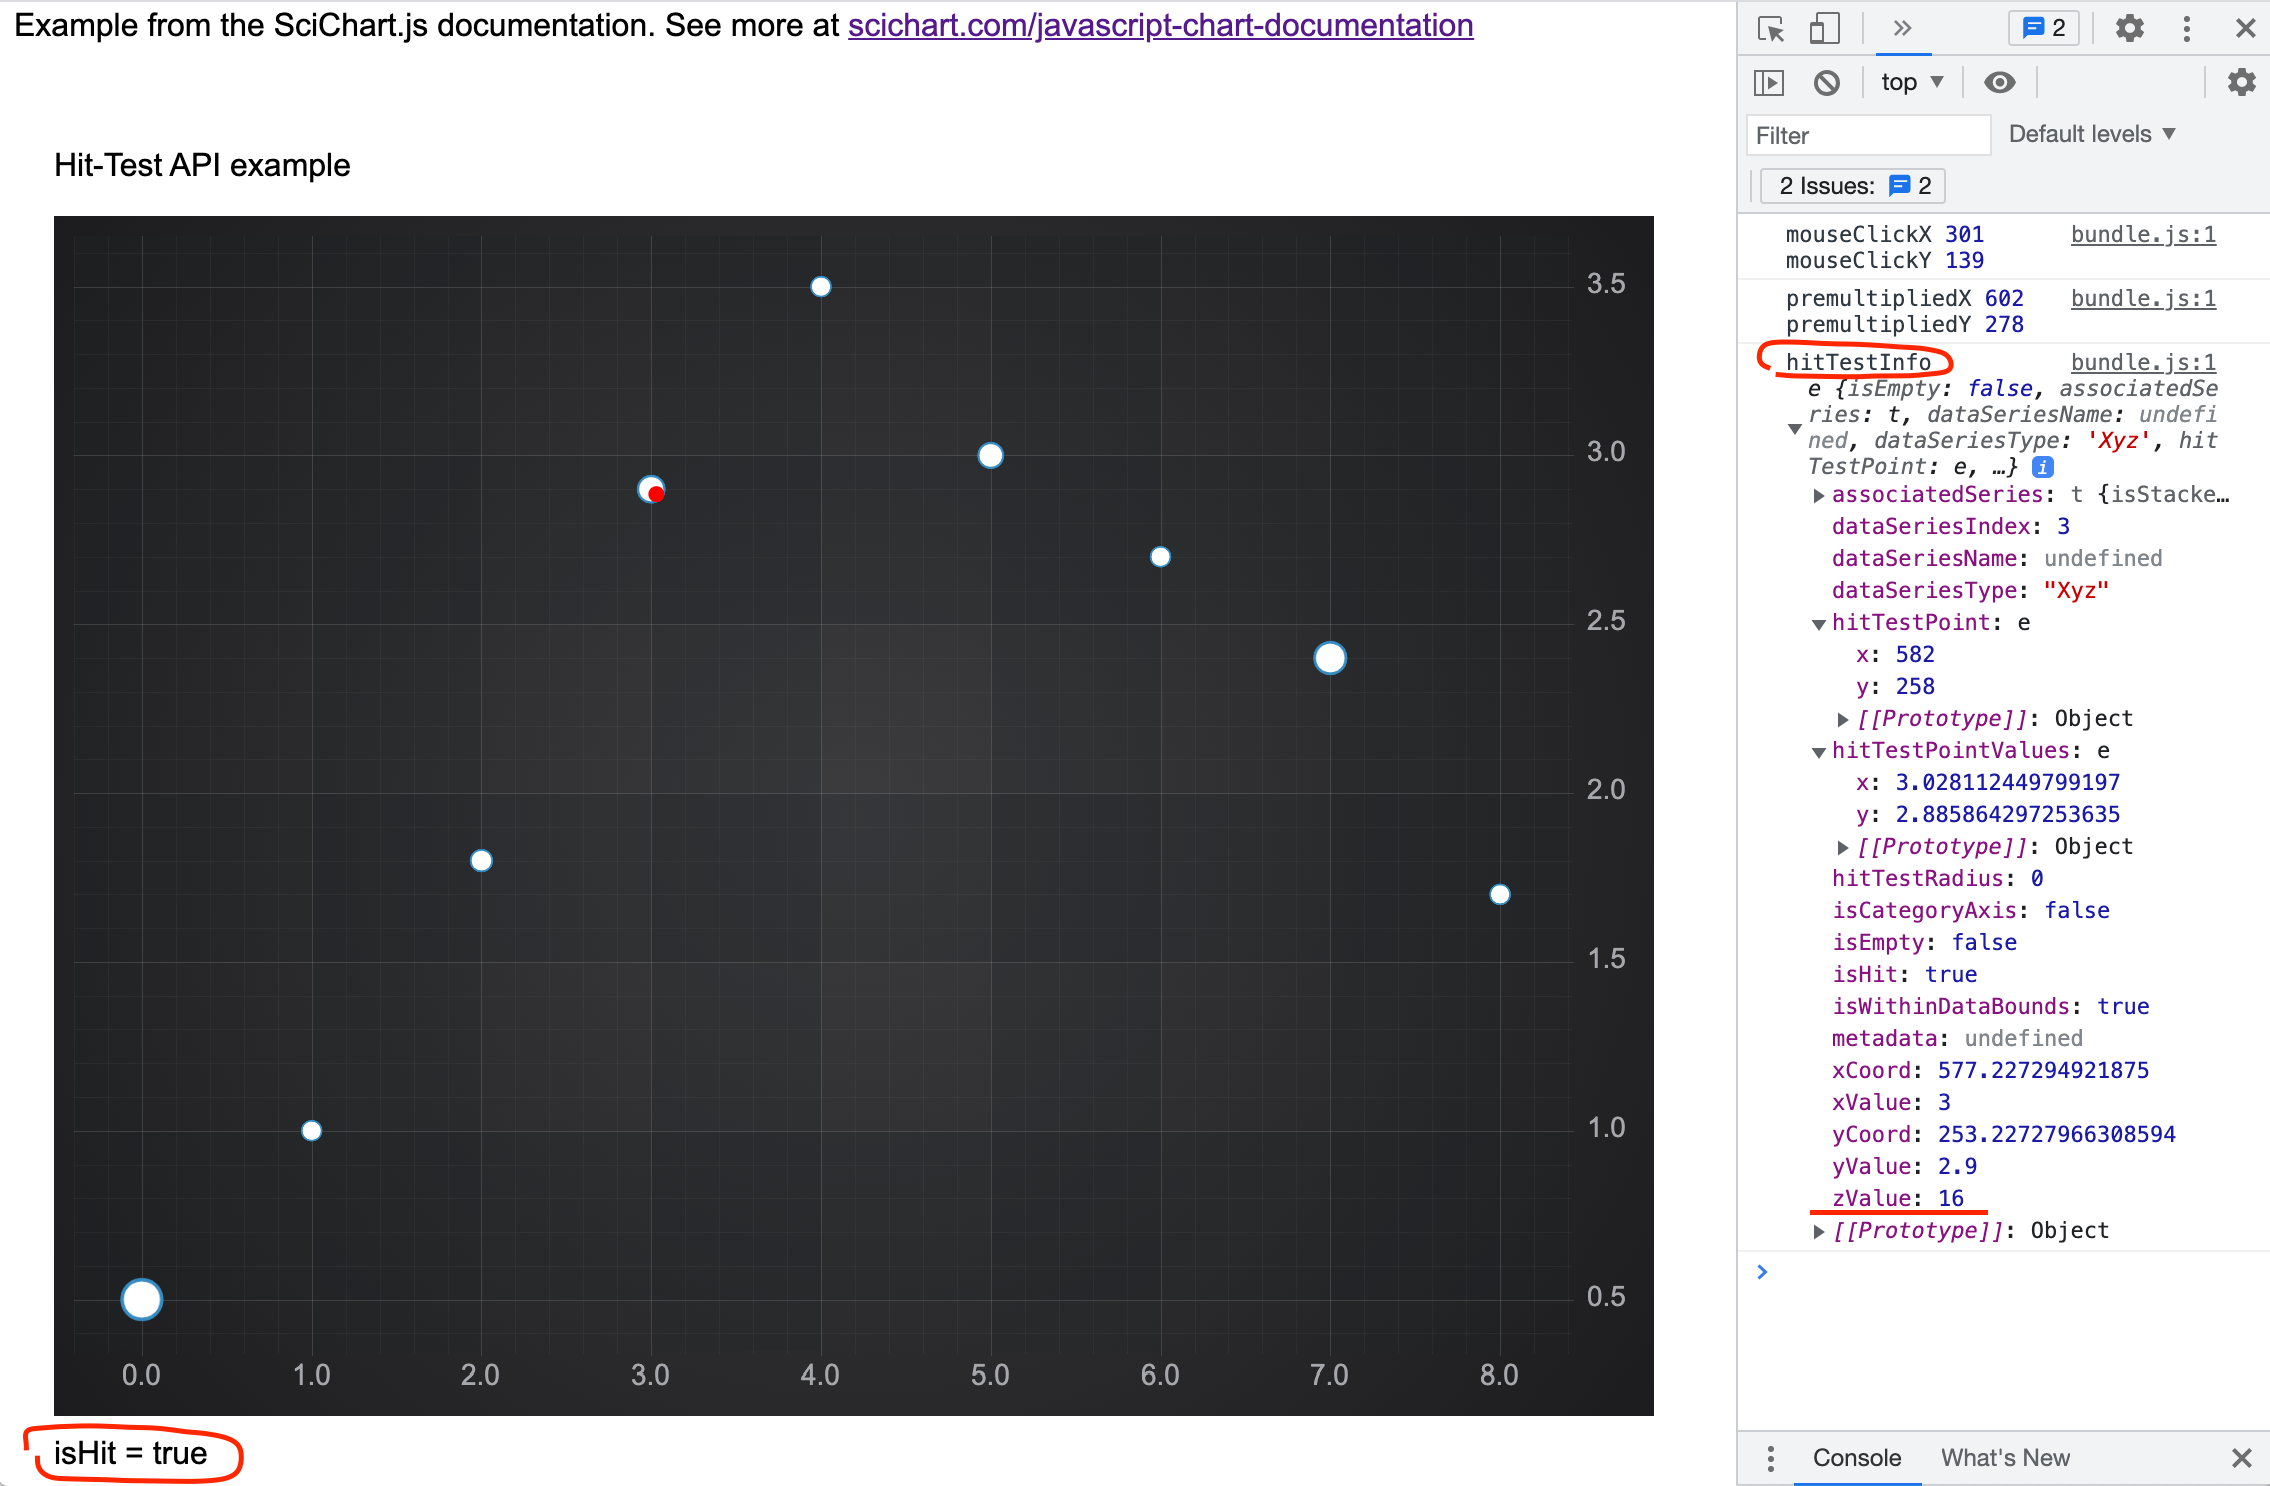 Example from the SciChart.js documentation. See more at scichart.com/javascript-chart-documentation
Hit-Test API example
3.5
3.0
2.5
2.0
1.5
1.0
0.5
0.0 1.0 2.0 3.0 4.0 5.0 6.0 7.0 8.0
isHit = true
2
top
Filter
Default levels
2 Issues: 2
mouseClickX 301 bundle.js:1
mouseClickY 139
premultipliedX 602 bundle.js:1
premultipliedY 278
hitTestInfo bundle.js:1
e {isEmpty: false, associatedSe
ries: t, dataSeriesName: undefi
ned, dataSeriesType: 'Xyz', hit
TestPoint: e, …} i
associatedSeries: t {isStacke…
dataSeriesIndex: 3
dataSeriesName: undefined
dataSeriesType: "Xyz"
hitTestPoint: e
x: 582
y: 258
[[Prototype]]: Object
hitTestPointValues: e
x: 3.028112449799197
y: 2.885864297253635
[[Prototype]]: Object
hitTestRadius: 0
isCategoryAxis: false
isEmpty: false
isHit: true
isWithinDataBounds: true
metadata: undefined
xCoord: 577.227294921875
xValue: 3
yCoord: 253.22727966308594
yValue: 2.9
zValue: 16
[[Prototype]]: Object
Console What's New